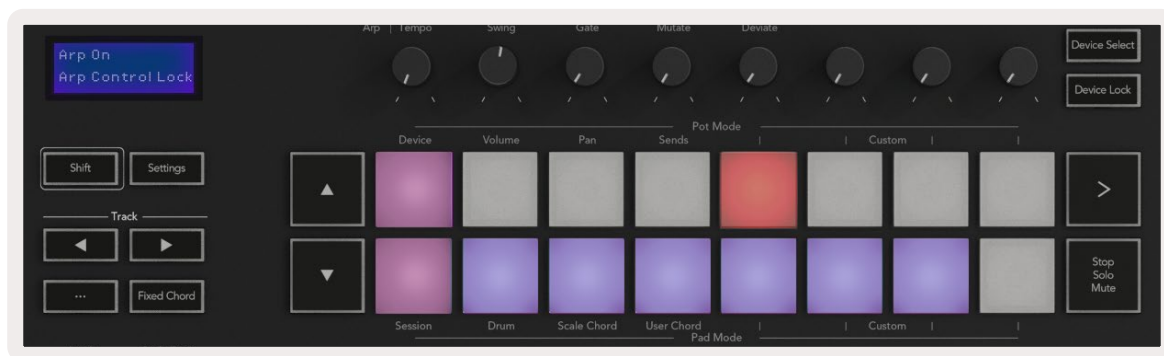 Arp | Tempo Swing Gate Mutate Deviate
Arp On
Arp Control Lock
Device Select
Device Lock
Pot Mode
Device Volume Pan Sends | | Custom | |
Shift Settings
Track
Stop
Solo
Mute
... Fixed Chord
Session Drum Scale Chord User Chord | | Custom | |
Pad Mode